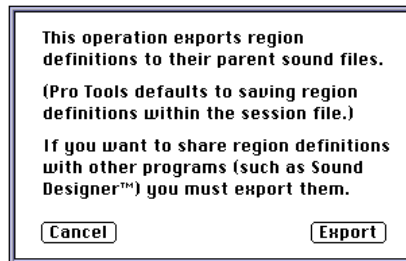 This operation exports region
definitions to their parent sound files.
(Pro Tools defaults to saving region
definitions within the session file.)
If you want to share region definitions
with other programs (such as Sound
Designer™) you must export them.
Cancel
Export